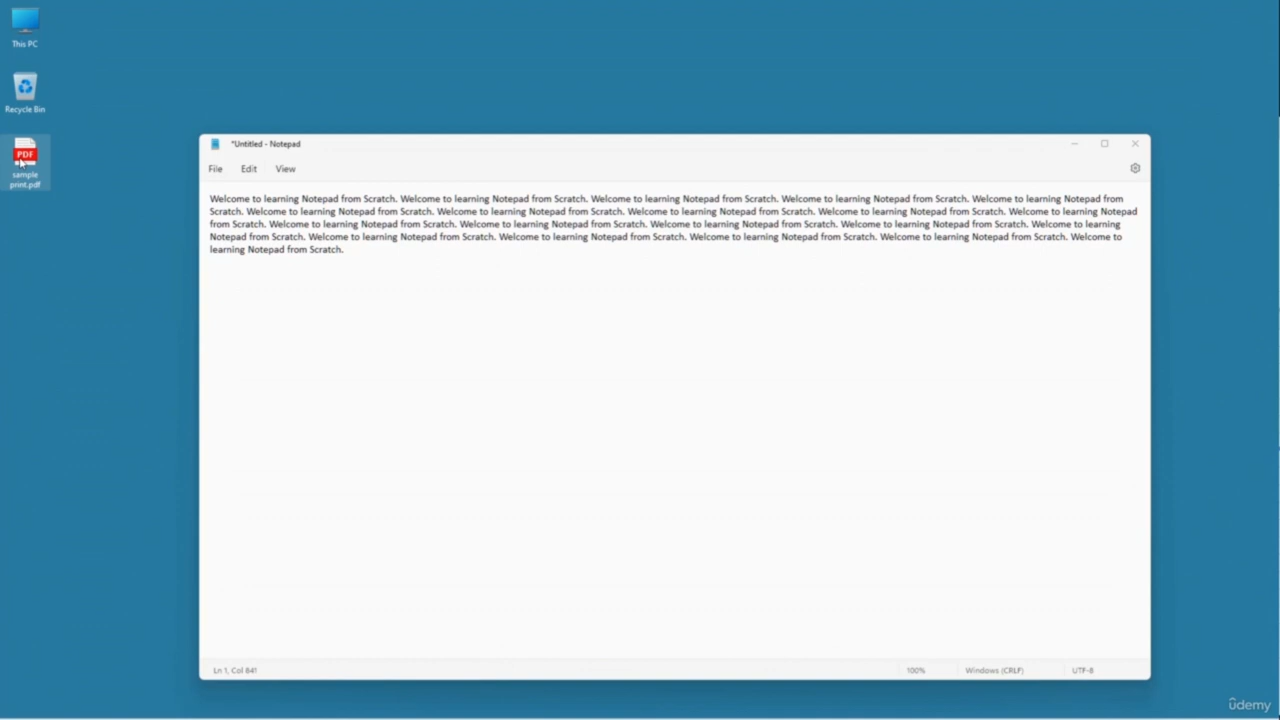 This PC
Recycle Bin
PDF
sample
print.pdf
*Untitled - Notepad
File Edit View
Welcome to learning Notepad from Scratch. Welcome to learning Notepad from Scratch. Welcome to learning Notepad from Scratch. Welcome to learning Notepad from Scratch. Welcome to learning Notepad from
Scratch. Welcome to learning Notepad from Scratch. Welcome to learning Notepad from Scratch. Welcome to learning Notepad from Scratch. Welcome to learning Notepad from Scratch. Welcome to learning Notepad
from Scratch. Welcome to learning Notepad from Scratch. Welcome to learning Notepad from Scratch. Welcome to learning Notepad from Scratch. Welcome to learning Notepad from Scratch. Welcome to learning
Notepad from Scratch. Welcome to learning Notepad from Scratch. Welcome to learning Notepad from Scratch. Welcome to learning Notepad from Scratch. Welcome to learning Notepad from Scratch. Welcome to
learning Notepad from Scratch.
Ln 1, Col 841 100% Windows (CRLF) UTF-8
ûdemy